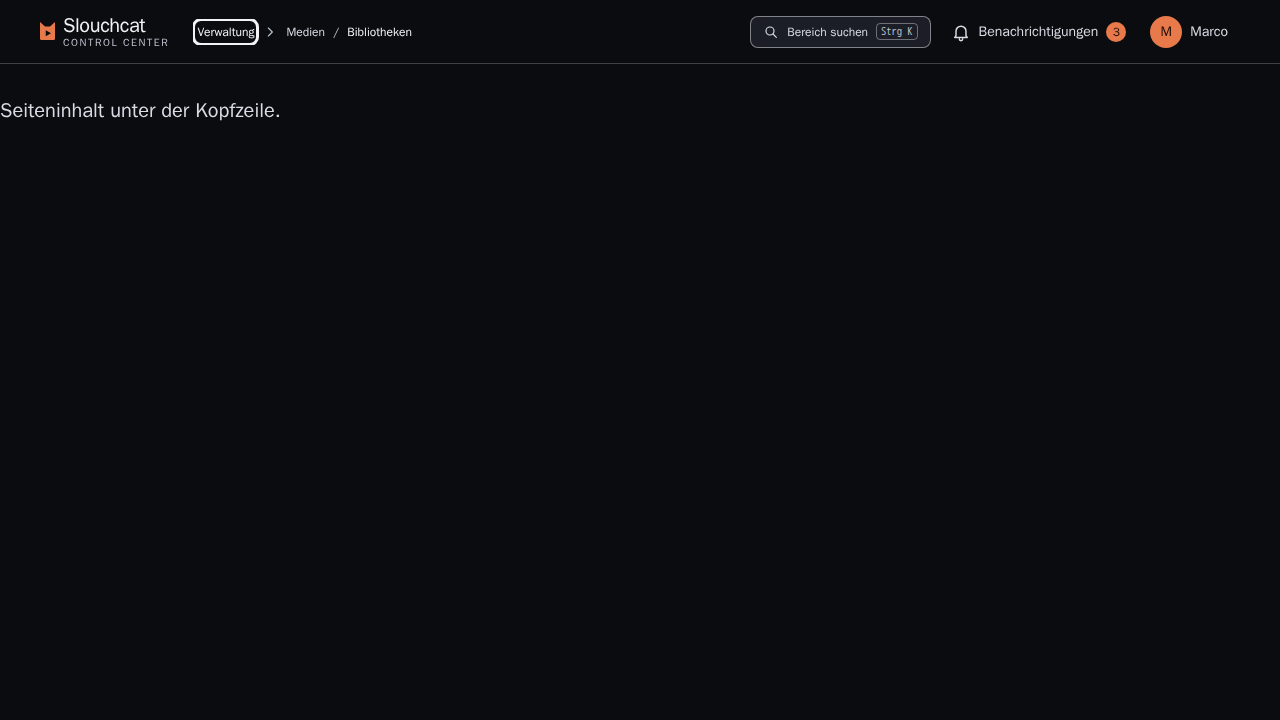 Slouchcat
CONTROL CENTER
Verwaltung > Medien / Bibliotheken
Bereich suchen Strg K
Benachrichtigungen 3
M Marco
Seiteninhalt unter der Kopfzeile.